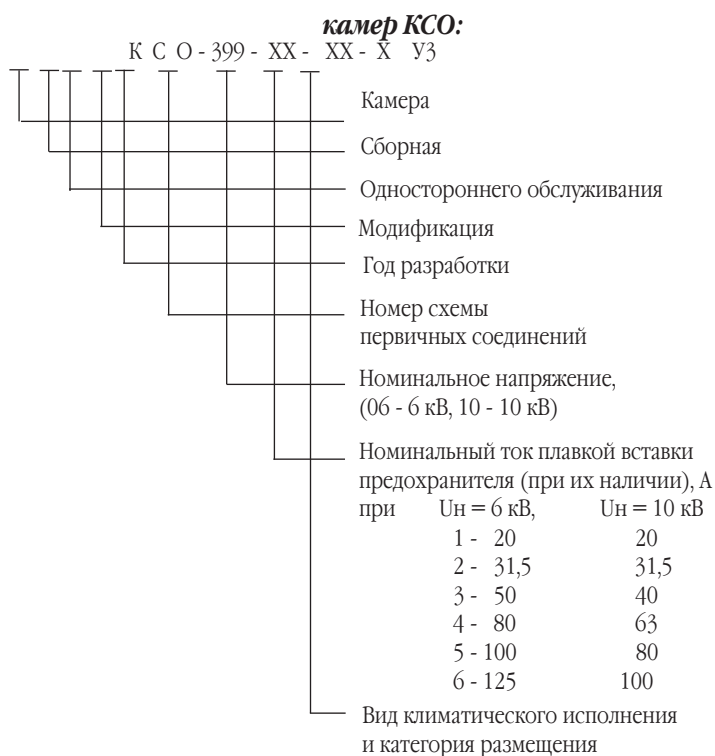 камер КСО:
К С О - 399 - ХХ - ХХ - Х У3
Камера
Сборная
Одностороннего обслуживания
Модификация
Год разработки
Номер схемы
первичных соединений
Номинальное напряжение,
(06 - 6 кВ, 10 - 10 кВ)
Номинальный ток плавкой вставки
предохранителя (при их наличии), А
при Uн = 6 кВ, Uн = 10 кВ
1 - 20 20
2 - 31,5 31,5
3 - 50 40
4 - 80 63
5 - 100 80
6 - 125 100
Вид климатического исполнения
и категория размещения